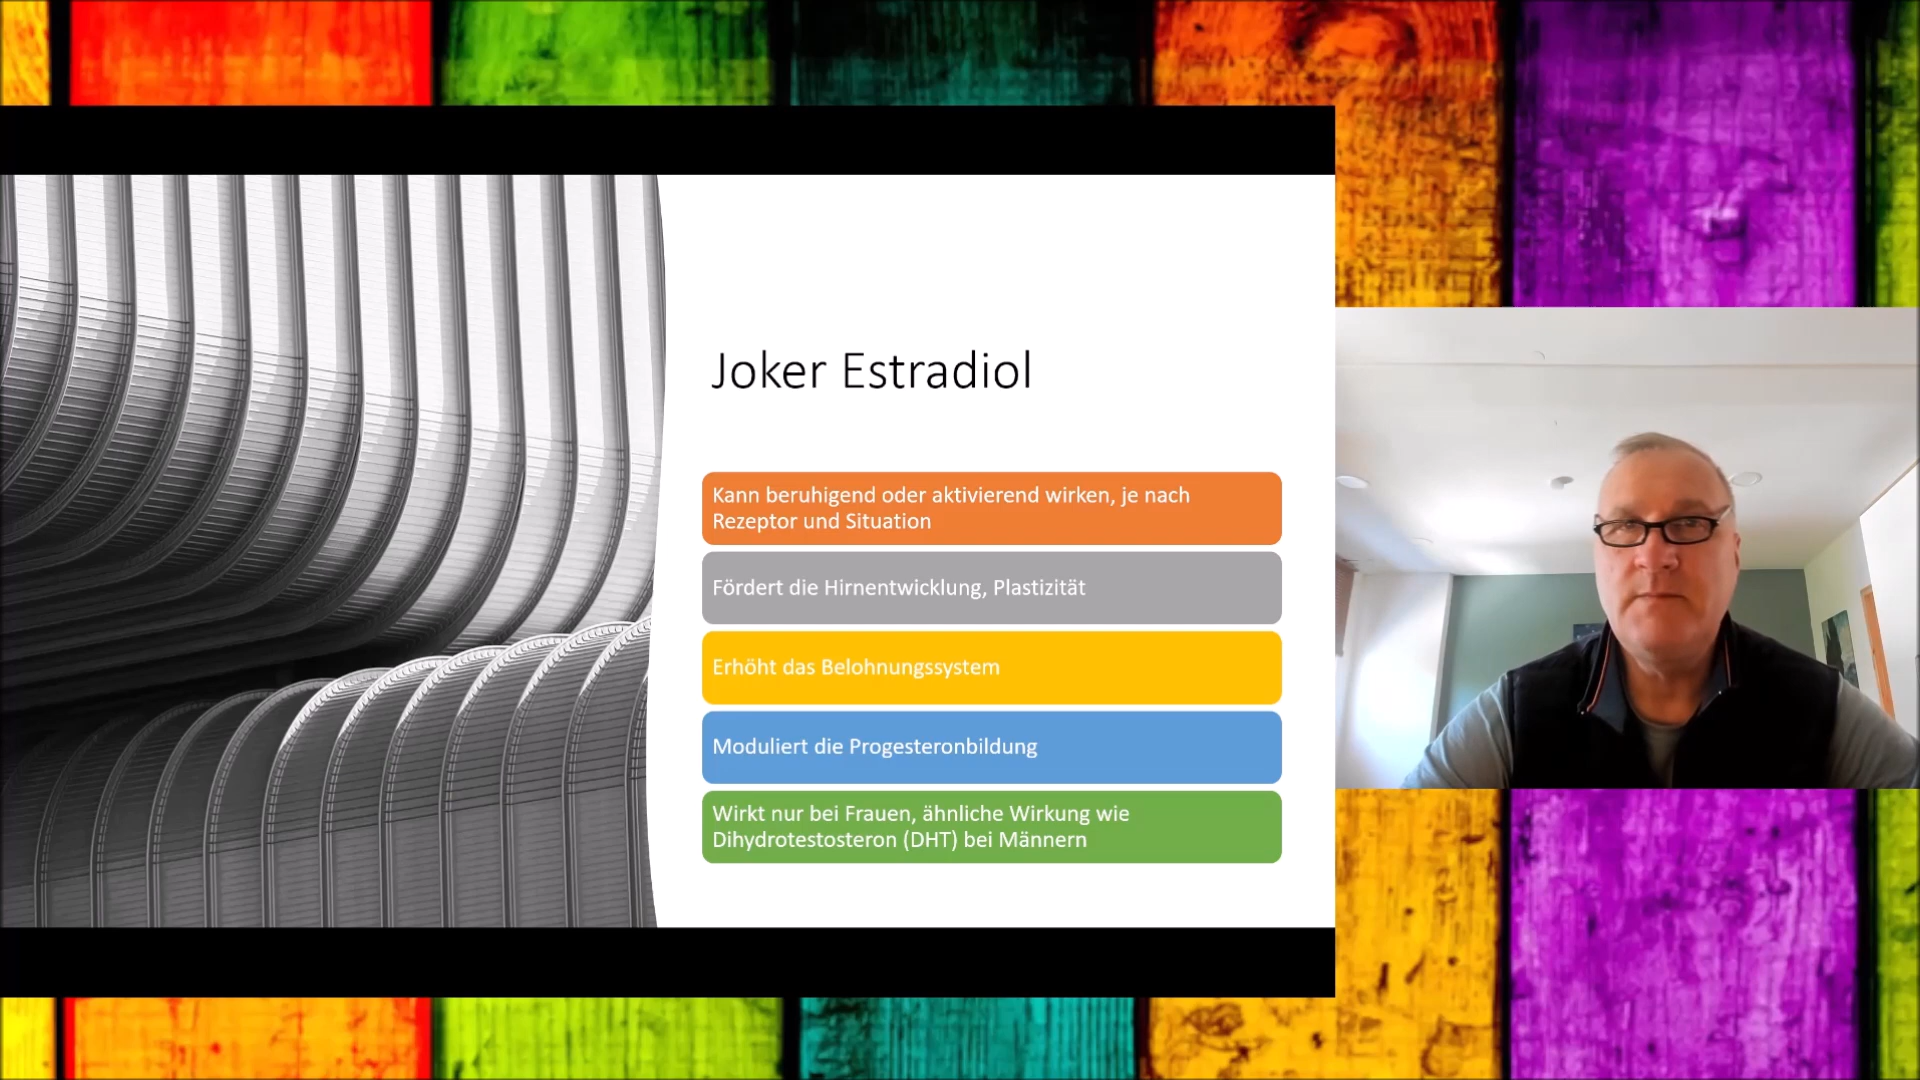 Joker Estradiol
Kann beruhigend oder aktivierend wirken, je nach
Rezeptor und Situation
Fördert die Hirnentwicklung, Plastizität
Erhöht das Belohnungssystem
Moduliert die Progesteronbildung
Wirkt nur bei Frauen, ähnliche Wirkung wie
Dihydrotestosteron (DHT) bei Männern